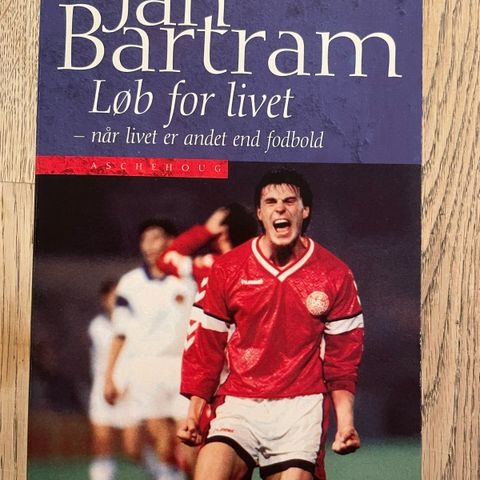 Jan
Bartram
Løb for livet
– når livet er andet end fodbold
ASCHEHOUG
hummel